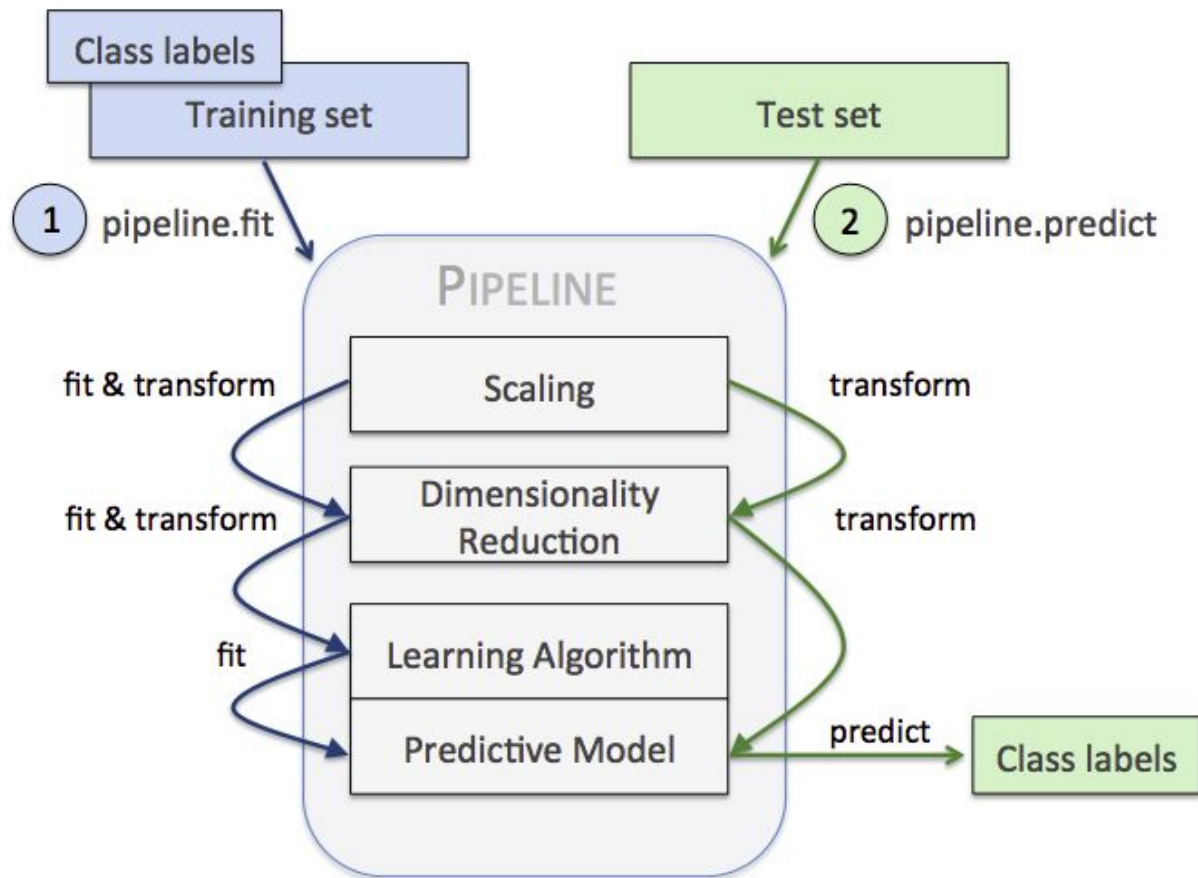 Class labels
Training set
Test set
1 pipeline.fit
2 pipeline.predict
PIPELINE
fit & transform
Scaling
transform
fit & transform
Dimensionality
Reduction
transform
fit
Learning Algorithm
Predictive Model
predict
Class labels